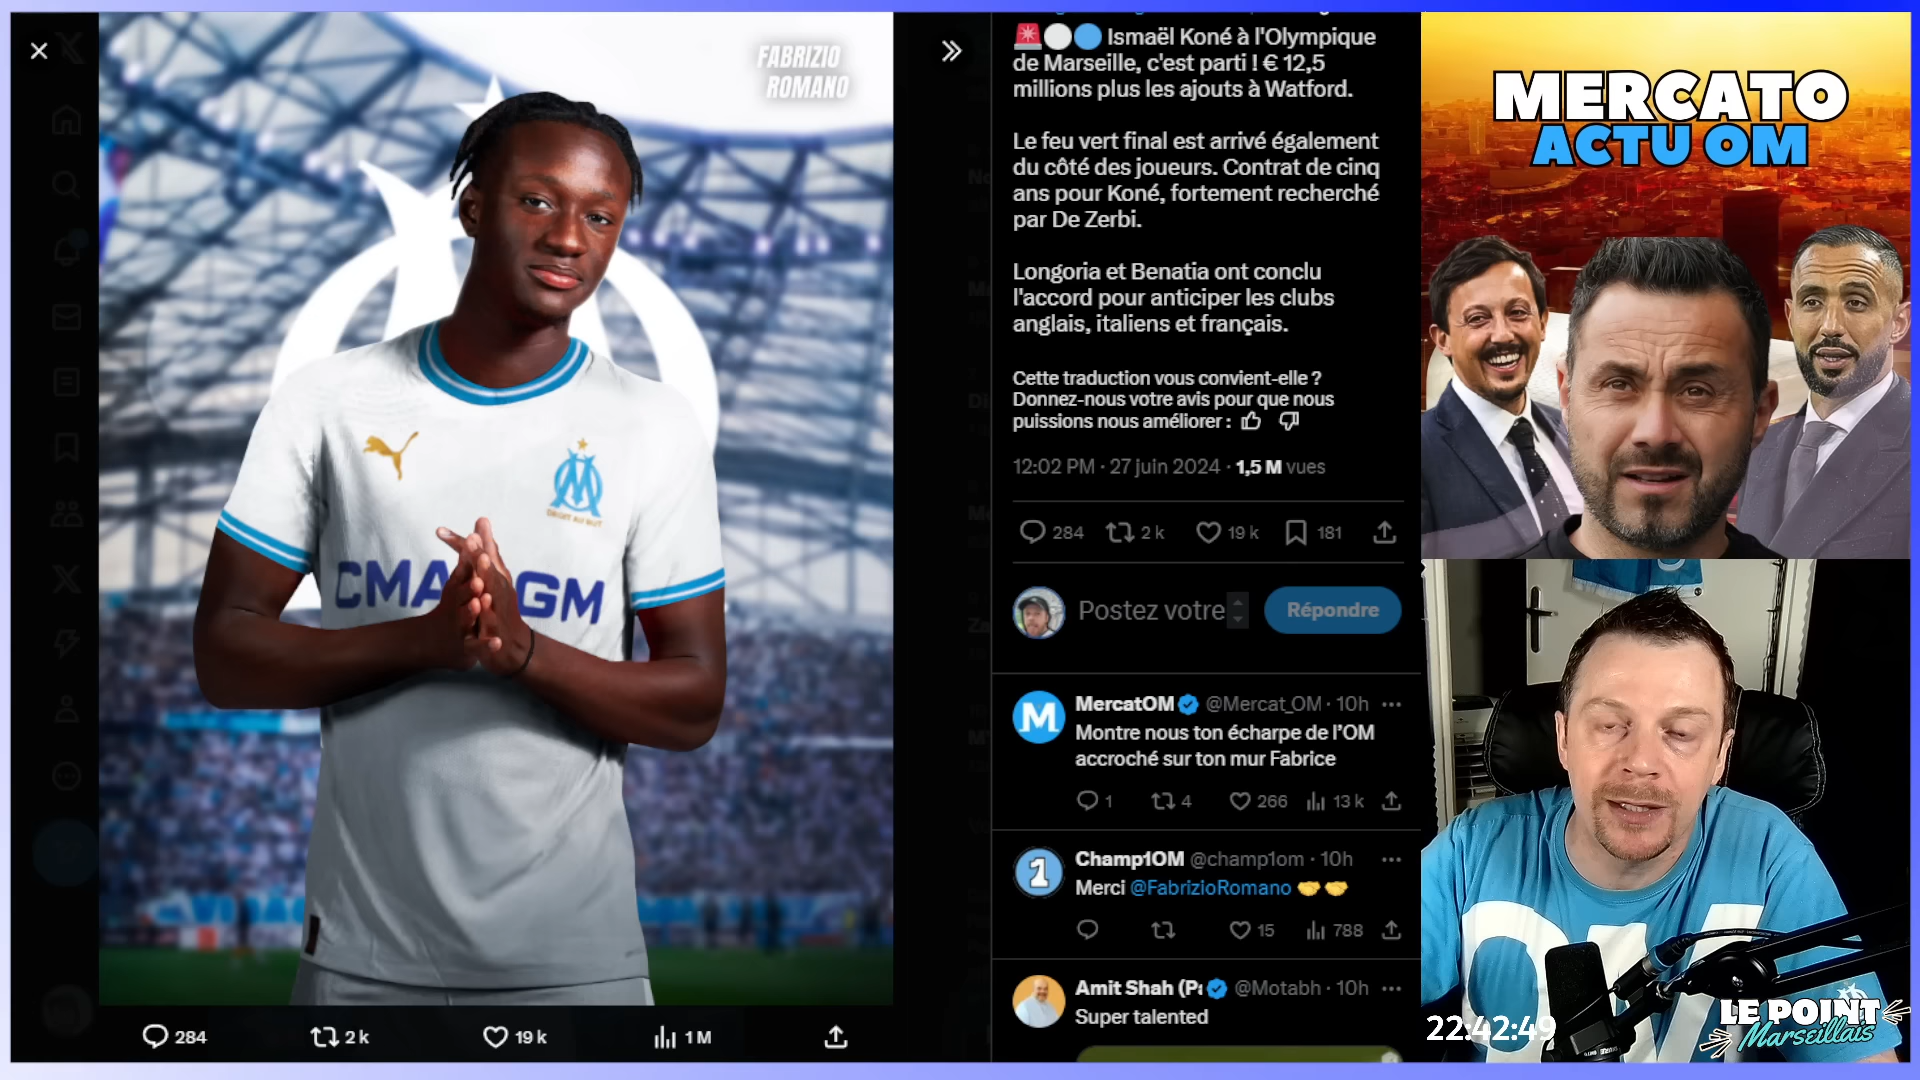 FABRIZIO
ROMANO
CMA CGM
DROIT AU BUT
284
2 k
19 k
1 M
Ismaël Koné à l'Olympique
de Marseille, c'est parti ! € 12,5
millions plus les ajouts à Watford.
Le feu vert final est arrivé également
du côté des joueurs. Contrat de cinq
ans pour Koné, fortement recherché
par De Zerbi.
Longoria et Benatia ont conclu
l'accord pour anticiper les clubs
anglais, italiens et français.
Cette traduction vous convient-elle ?
Donnez-nous votre avis pour que nous
puissions nous améliorer :
12:02 PM · 27 juin 2024 · 1,5 M vues
284 2 k 19 k 181
Postez votre
Répondre
MercatOM @Mercat_OM · 10h
Montre nous ton écharpe de l'OM
accroché sur ton mur Fabrice
1 4 266 13 k
Champ1OM @champ1om · 10h
Merci @FabrizioRomano
15 788
Amit Shah @Motabh · 10h
Super talented
MERCATO
ACTU OM
22:42:49
LE POINT
Marseillais